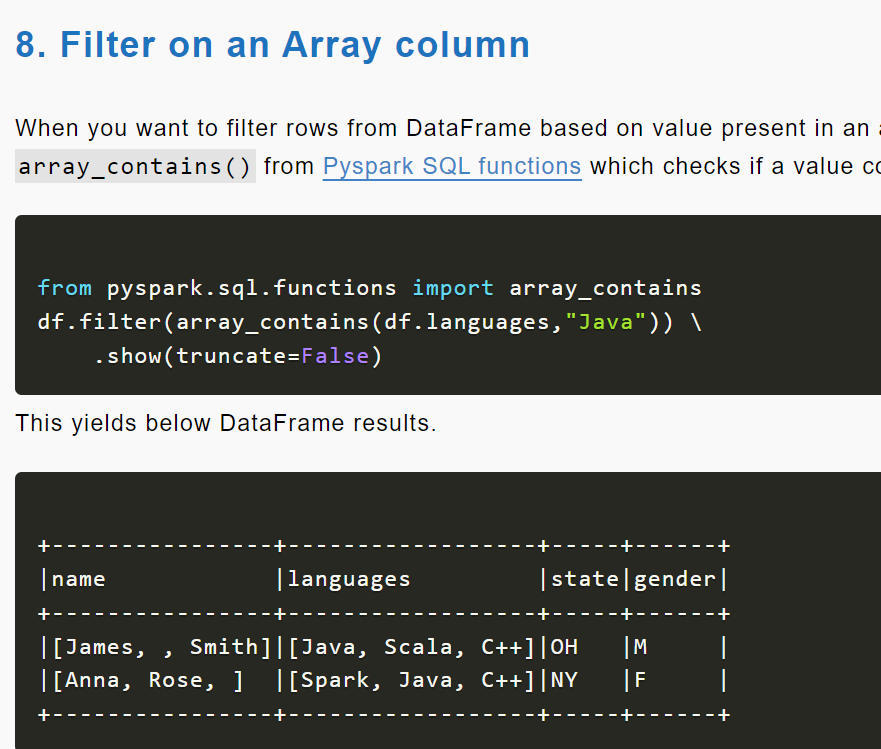 8. Filter on an Array column
When you want to filter rows from DataFrame based on value present in an
array_contains() from Pyspark SQL functions which checks if a value
from pyspark.sql.functions import array_contains
df.filter(array_contains(df.languages,"Java")) \
    .show(truncate=False)
This yields below DataFrame results.
+----------------+------------------+-----+------+
|name            |languages         |state|gender|
+----------------+------------------+-----+------+
|[James, , Smith]|[Java, Scala, C++]|OH   |M     |
|[Anna, Rose, ]  |[Spark, Java, C++]|NY   |F     |
+----------------+------------------+-----+------+